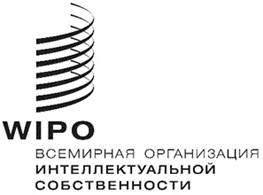 WIPO
ВСЕМИРНАЯ ОРГАНИЗАЦИЯ
ИНТЕЛЛЕКТУАЛЬНОЙ
СОБСТВЕННОСТИ